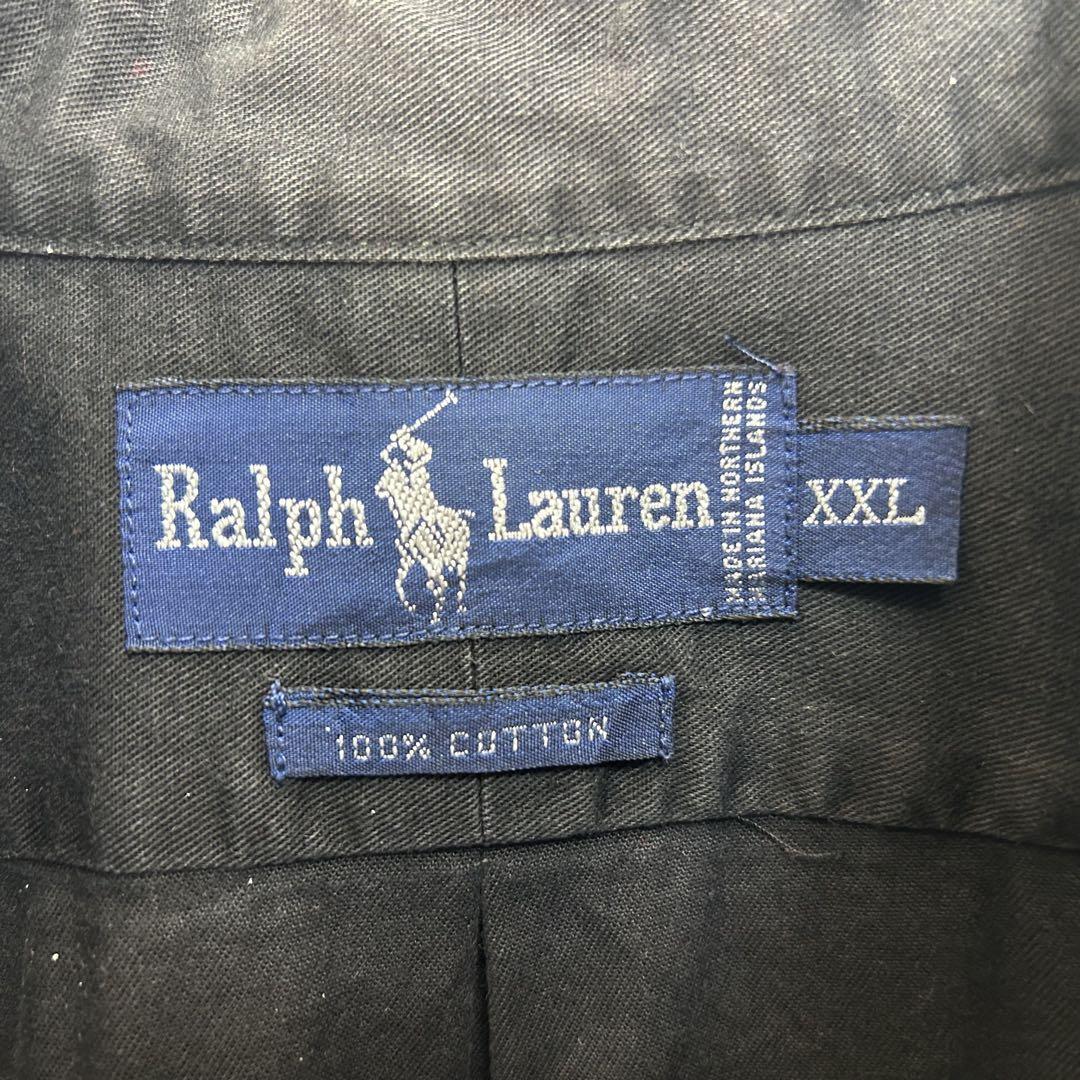 Ralph Lauren
MADE IN NORTHERN
MARIANA ISLANDS
XXL
100% COTTON